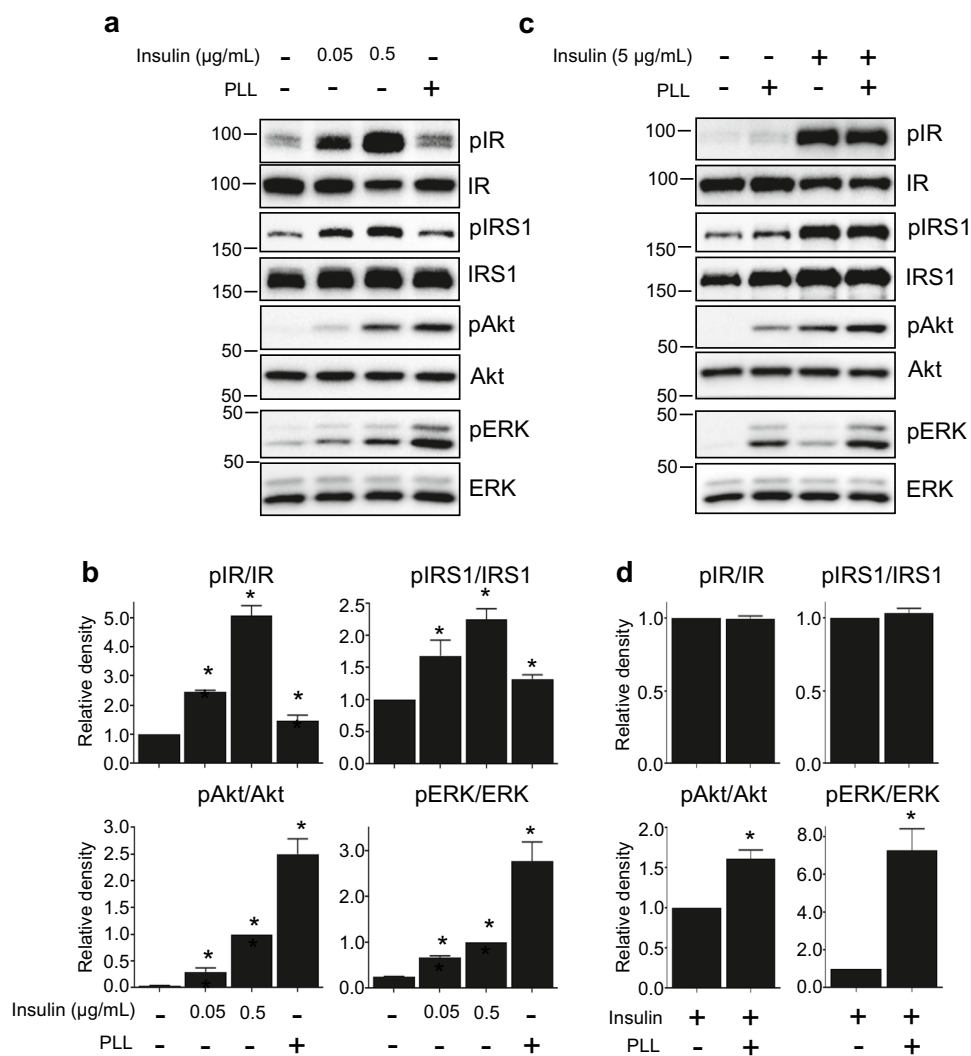 a
Insulin (µg/mL) - 0.05 0.5 -
PLL - - - +
100 pIR
100 IR
pIRS1
150
IRS1
150
pAkt
50
Akt
50
50
pERK
50
ERK
c
Insulin (5 µg/mL) - - + +
PLL - + - +
100 pIR
100 IR
pIRS1
150
IRS1
150
pAkt
50
Akt
50
50
pERK
50
ERK
b
pIR/IR
Relative density
5.0
4.0
3.0
2.0
1.0
0.0
* * *
pIRS1/IRS1
2.5
2.0
1.5
1.0
0.5
0.0
* * *
pAkt/Akt
Relative density
3.0
2.5
2.0
1.5
1.0
0.5
0.0
* * *
pERK/ERK
3.0
2.0
1.0
0.0
* * *
Insulin (µg/mL) - 0.05 0.5 - - 0.05 0.5 -
PLL - - - + - - - +
d
pIR/IR
Relative density
1.0
0.5
0.0
pIRS1/IRS1
1.0
0.5
0.0
pAkt/Akt
Relative density
2.0
1.5
1.0
0.5
0.0
*
pERK/ERK
8.0
6.0
4.0
2.0
0.0
*
Insulin + + + +
PLL - + - +